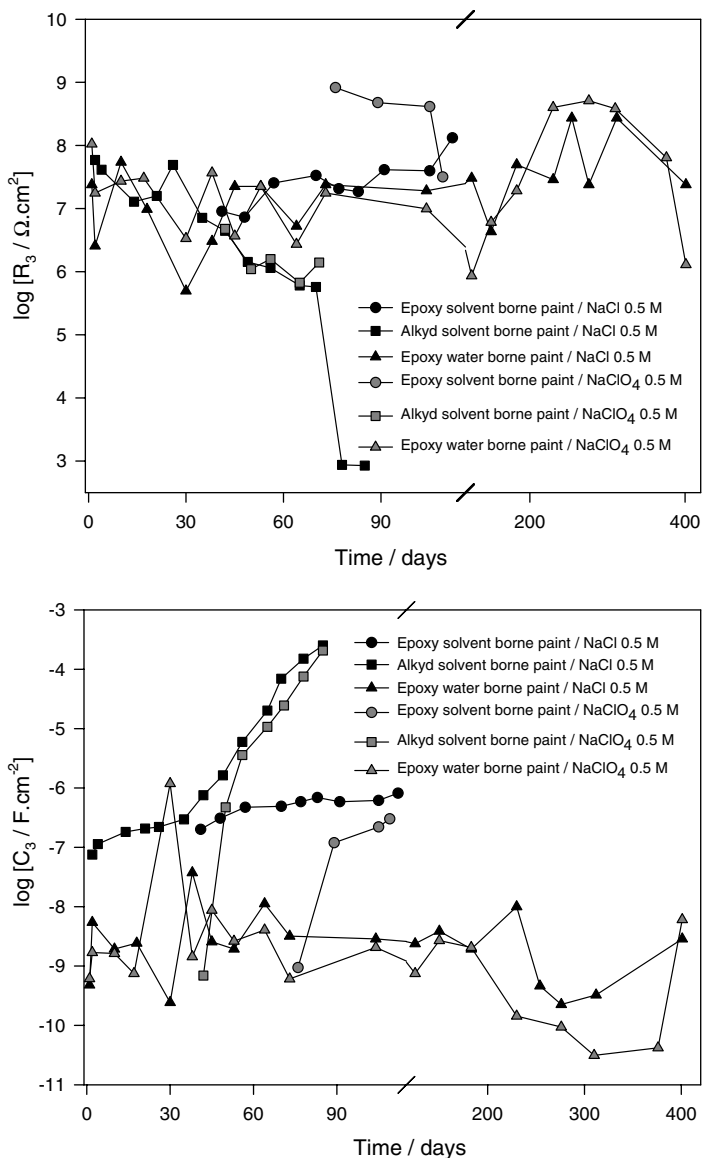 10
9
8
7
6
5
4
3
log [R3 / Ω.cm2]
Epoxy solvent borne paint / NaCl 0.5 M
Alkyd solvent borne paint / NaCl 0.5 M
Epoxy water borne paint / NaCl 0.5 M
Epoxy solvent borne paint / NaClO4 0.5 M
Alkyd solvent borne paint / NaClO4 0.5 M
Epoxy water borne paint / NaClO4 0.5 M
0 30 60 90 200 400
Time / days
-3
-4
-5
-6
-7
-8
-9
-10
-11
log [C3 / F.cm-2]
Epoxy solvent borne paint / NaCl 0.5 M
Alkyd solvent borne paint / NaCl 0.5 M
Epoxy water borne paint / NaCl 0.5 M
Epoxy solvent borne paint / NaClO4 0.5 M
Alkyd solvent borne paint / NaClO4 0.5 M
Epoxy water borne paint / NaClO4 0.5 M
0 30 60 90 200 400
Time / days